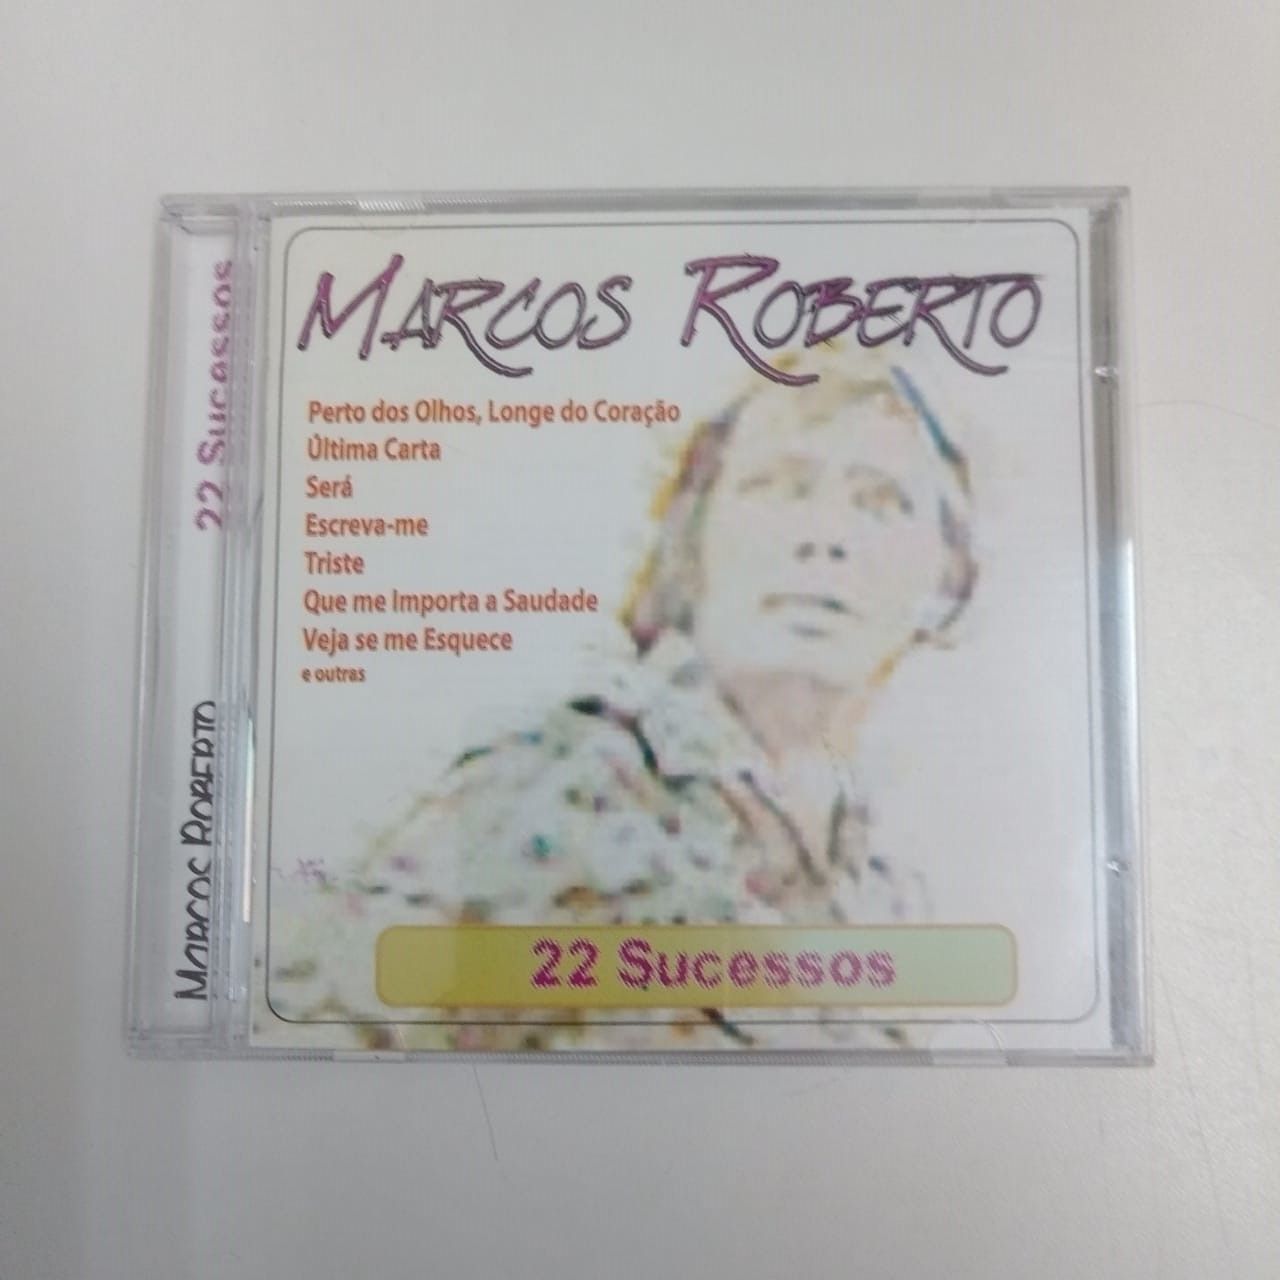 MARCOS ROBERTO
Perto dos Olhos, Longe do Coração
Última Carta
Será
Escreva-me
Triste
Que me Importa a Saudade
Veja se me Esquece
e outras
22 Sucessos
MARCOS ROBERTO 22 Sucessos